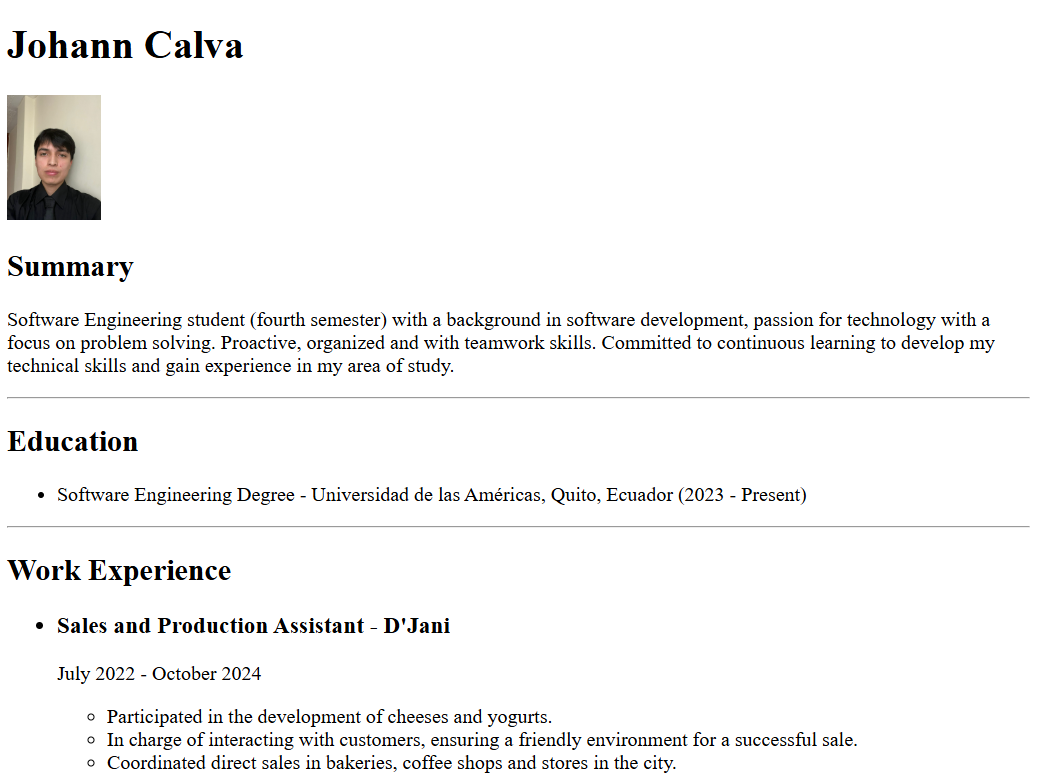 Johann Calva
Summary
Software Engineering student (fourth semester) with a background in software development, passion for technology with a
focus on problem solving. Proactive, organized and with teamwork skills. Committed to continuous learning to develop my
technical skills and gain experience in my area of study.
Education
Software Engineering Degree - Universidad de las Américas, Quito, Ecuador (2023 - Present)
Work Experience
Sales and Production Assistant - D'Jani
July 2022 - October 2024
Participated in the development of cheeses and yogurts.
In charge of interacting with customers, ensuring a friendly environment for a successful sale.
Coordinated direct sales in bakeries, coffee shops and stores in the city.